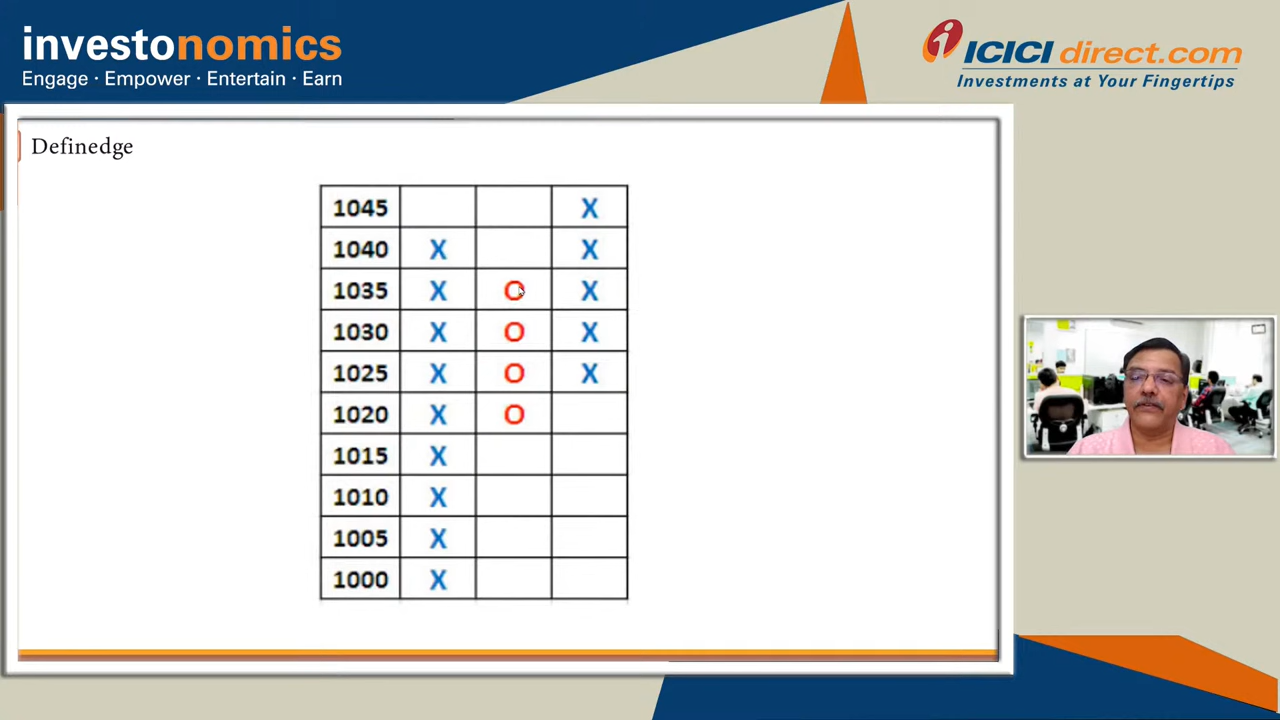 investonomics
Engage · Empower · Entertain · Earn
ICICI direct.com
Investments at Your Fingertips
Definedge
1045 X
1040 X X
1035 X O X
1030 X O X
1025 X O X
1020 X O
1015 X
1010 X
1005 X
1000 X